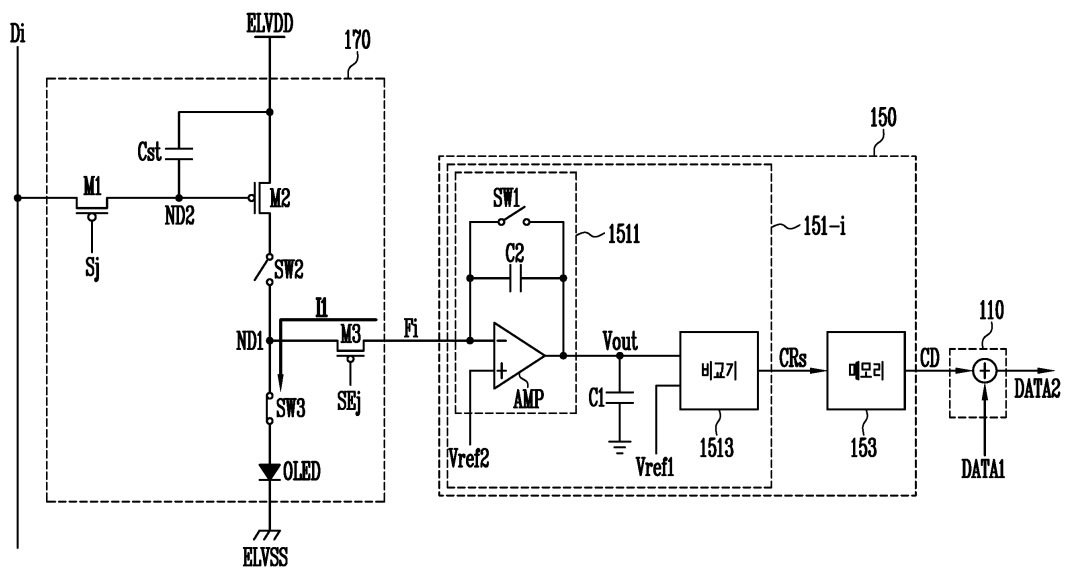 Di
ELVDD
170
Cst
M1
M2
ND2
Sj
SW2
I1
ND1
M3
Fi
SEj
SW3
OLED
ELVSS
150
151-i
1511
SW1
C2
AMP
Vref2
Vout
C1
비교기
1513
Vref1
CRs
메모리
153
CD
110
DATA2
DATA1